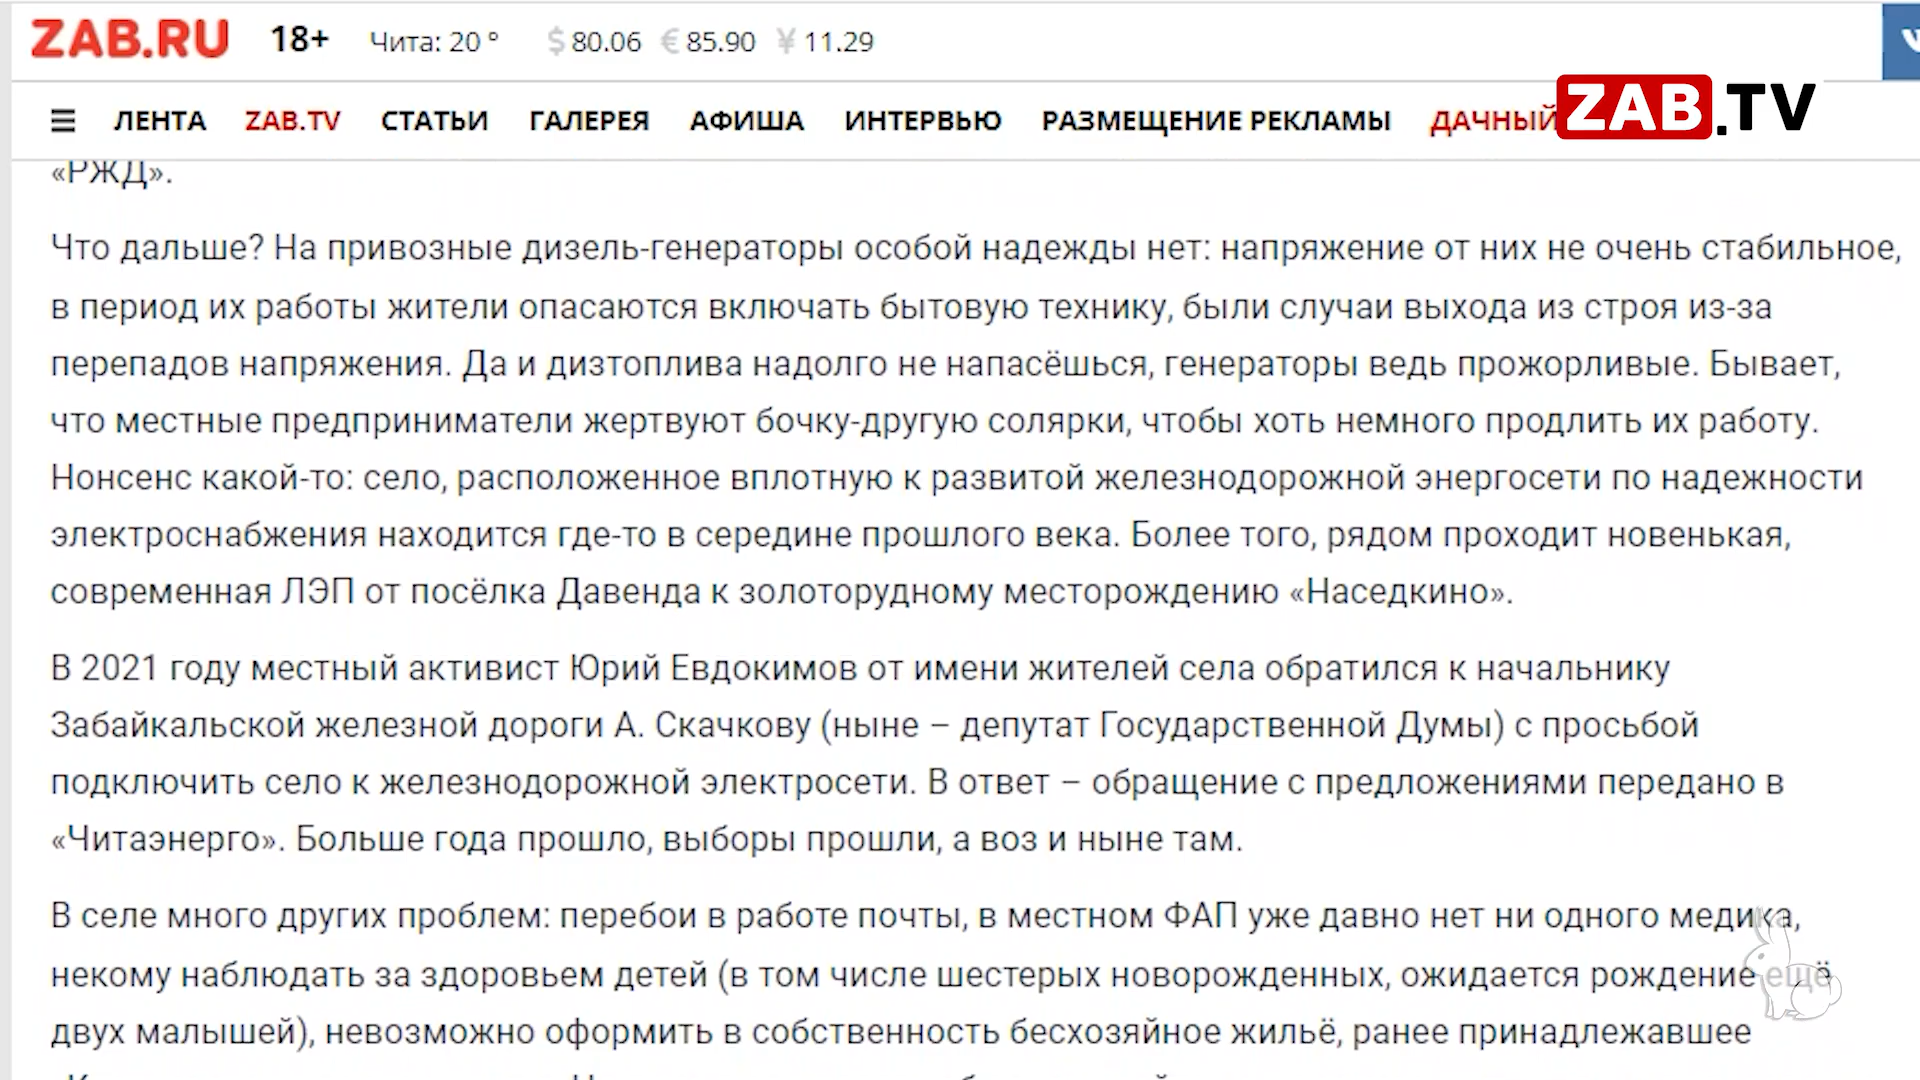 ZAB.RU 18+ Чита: 20 ° $ 80.06 € 85.90 ¥ 11.29
ЛЕНТА ZAB.TV СТАТЬИ ГАЛЕРЕЯ АФИША ИНТЕРВЬЮ РАЗМЕЩЕНИЕ РЕКЛАМЫ ДАЧНЫЙ ZAB.TV
«РЖД».
Что дальше? На привозные дизель-генераторы особой надежды нет: напряжение от них не очень стабильное,
в период их работы жители опасаются включать бытовую технику, были случаи выхода из строя из-за
перепадов напряжения. Да и дизтоплива надолго не напасёшься, генераторы ведь прожорливые. Бывает,
что местные предприниматели жертвуют бочку-другую солярки, чтобы хоть немного продлить их работу.
Нонсенс какой-то: село, расположенное вплотную к развитой железнодорожной энергосети по надежности
электроснабжения находится где-то в середине прошлого века. Более того, рядом проходит новенькая,
современная ЛЭП от посёлка Давенда к золоторудному месторождению «Наседкино».
В 2021 году местный активист Юрий Евдокимов от имени жителей села обратился к начальнику
Забайкальской железной дороги А. Скачкову (ныне – депутат Государственной Думы) с просьбой
подключить село к железнодорожной электросети. В ответ – обращение с предложениями передано в
«Читаэнерго». Больше года прошло, выборы прошли, а воз и ныне там.
В селе много других проблем: перебои в работе почты, в местном ФАП уже давно нет ни одного медика,
некому наблюдать за здоровьем детей (в том числе шестерых новорожденных, ожидается рождение ещё
двух малышей), невозможно оформить в собственность бесхозяйное жильё, ранее принадлежавшее